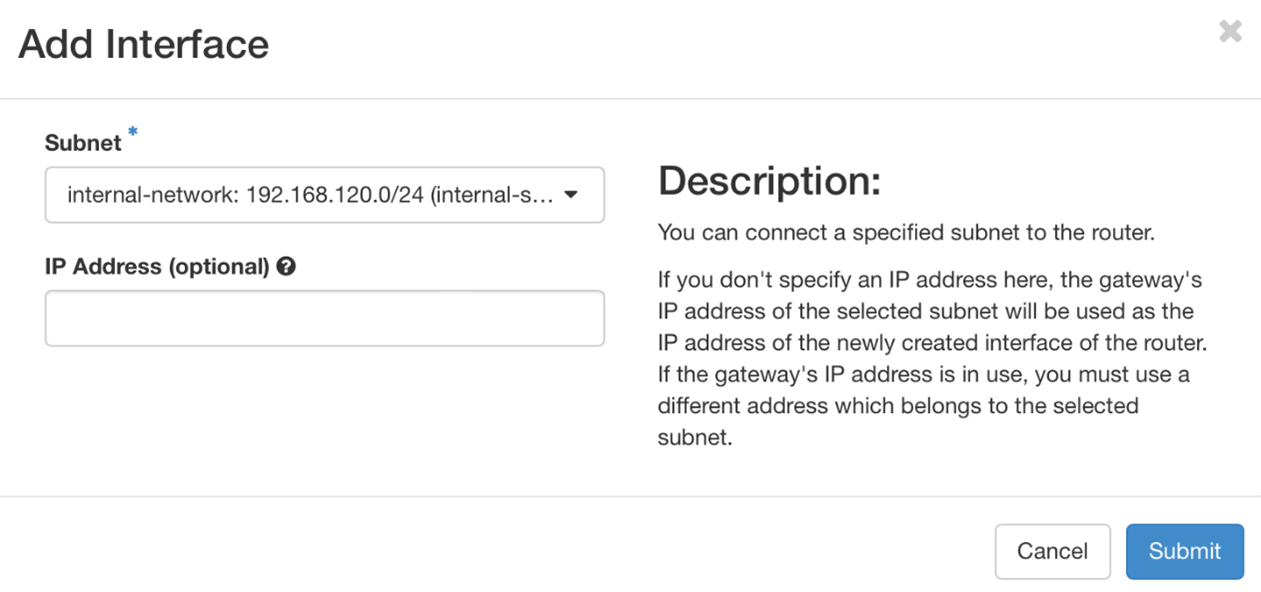 Add Interface
Subnet *
internal-network: 192.168.120.0/24 (internal-s...
IP Address (optional)
Description:
You can connect a specified subnet to the router.
If you don't specify an IP address here, the gateway's
IP address of the selected subnet will be used as the
IP address of the newly created interface of the router.
If the gateway's IP address is in use, you must use a
different address which belongs to the selected
subnet.
Cancel
Submit